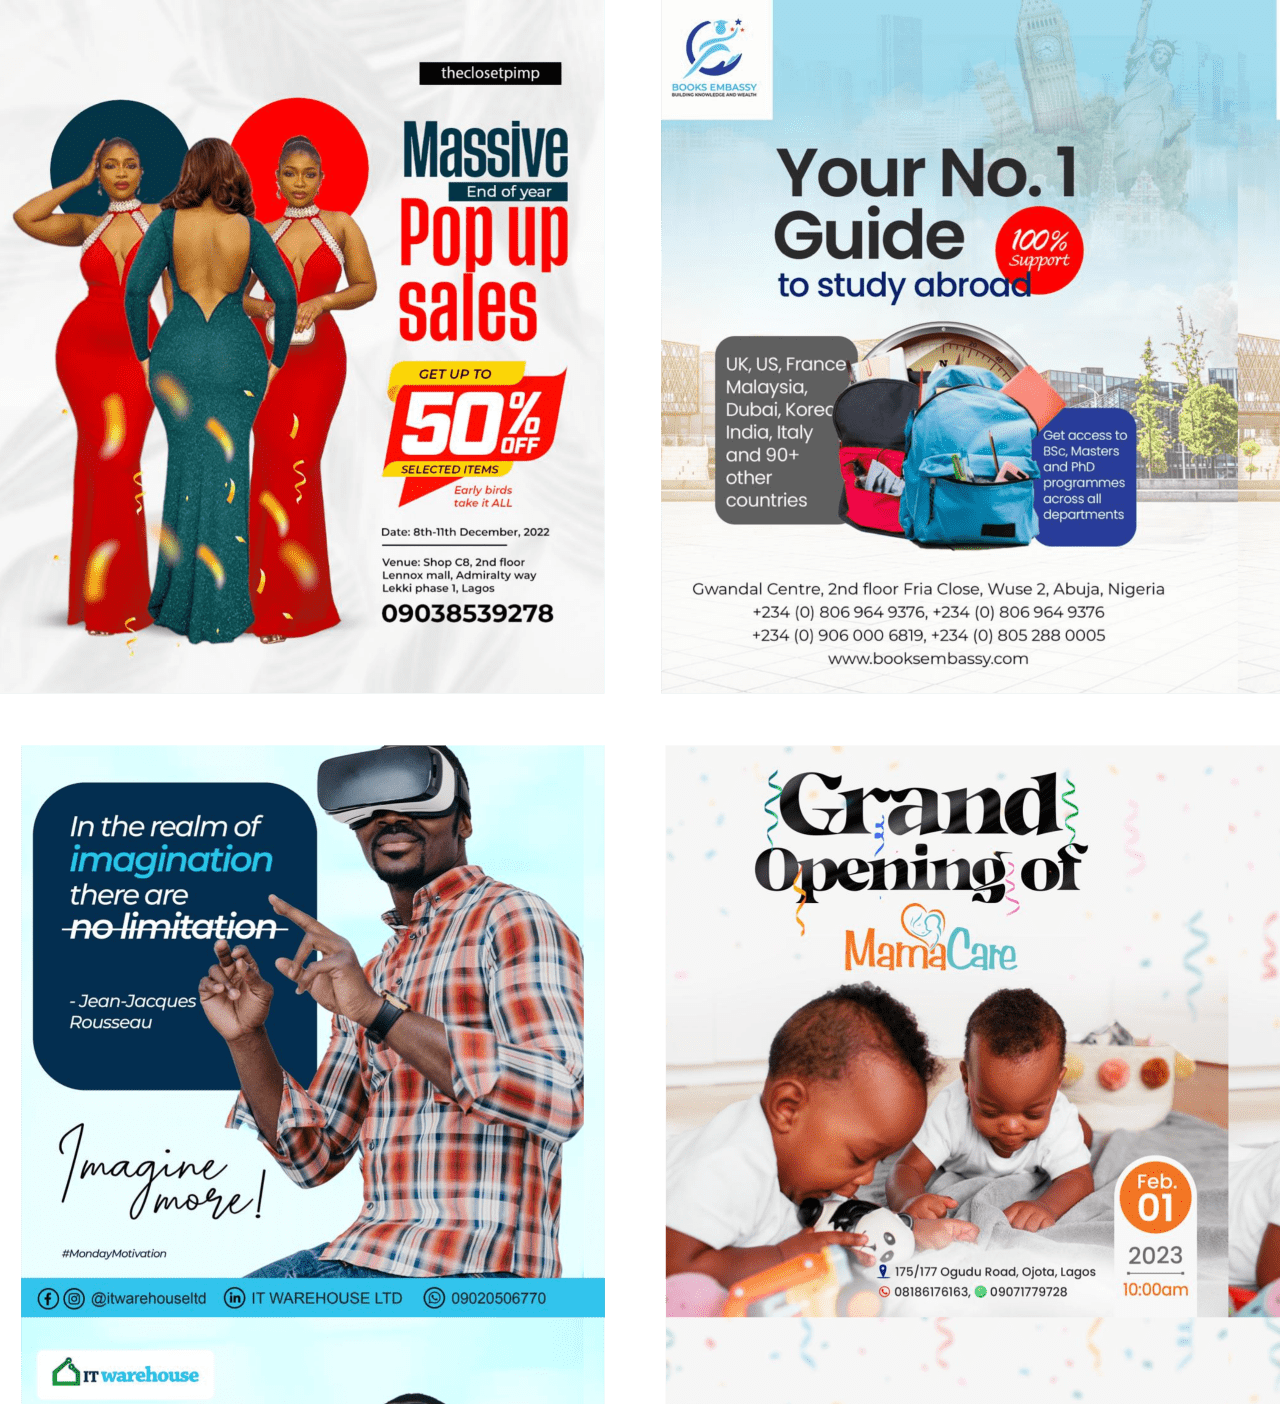 theclosetpimp
Massive
End of year
Pop up
sales
GET UP TO
50% OFF
SELECTED ITEMS
Early birds
take it ALL
Date: 8th-11th December, 2022
Venue: Shop C8, 2nd floor
Lennox mall, Admiralty way
Lekki phase 1, Lagos
09038539278
BOOKS EMBASSY
BUILDING KNOWLEDGE AND WEALTH
Your No. 1
Guide
100%
Support
to study abroad
UK, US, France
Malaysia,
Dubai, Korea
India, Italy
and 90+
other
countries
N
Get access to
BSc, Masters
and PhD
programmes
across all
departments
Gwandal Centre, 2nd floor Fria Close, Wuse 2, Abuja, Nigeria
+234 (0) 806 964 9376, +234 (0) 806 964 9376
+234 (0) 906 000 6819, +234 (0) 805 288 0005
www.booksembassy.com
In the realm of
imagination
there are
no limitation
- Jean-Jacques
Rousseau
Imagine
more!
#MondayMotivation
@itwarehouseltd IT WAREHOUSE LTD 09020506770
IT warehouse
Grand
Opening of
MamaCare
Feb.
01
2023
10:00am
175/177 Ogudu Road, Ojota, Lagos
08186176163, 09071779728